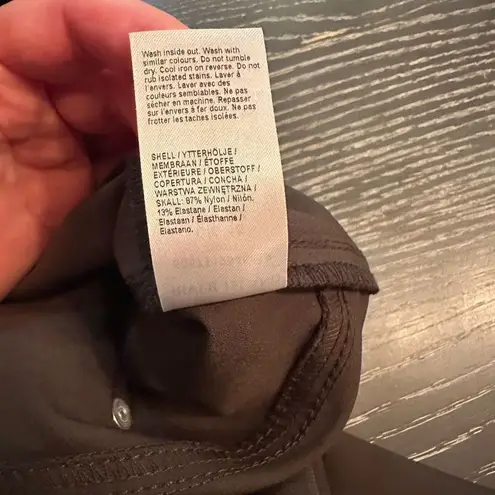 Wash inside out. Wash with
similar colours. Do not tumble
dry. Cool iron on reverse. Do not
rub isolated stains. Laver à
l'envers. Laver avec des
couleurs semblables. Ne pas
sécher en machine. Repasser
sur l'envers à fer doux. Ne pas
frotter les taches isolées.
SHELL / YTTERHÖLJE /
MEMBRAAN / ÉTOFFE
EXTÉRIEURE / OBERSTOFF /
COPERTURA / CONCHA /
WARSTWA ZEWNĘTRZNA /
SKALL: 87% Nylon / Nilón.
13% Elastane / Elastan /
Elastaan / Élasthanne /
Elastano.